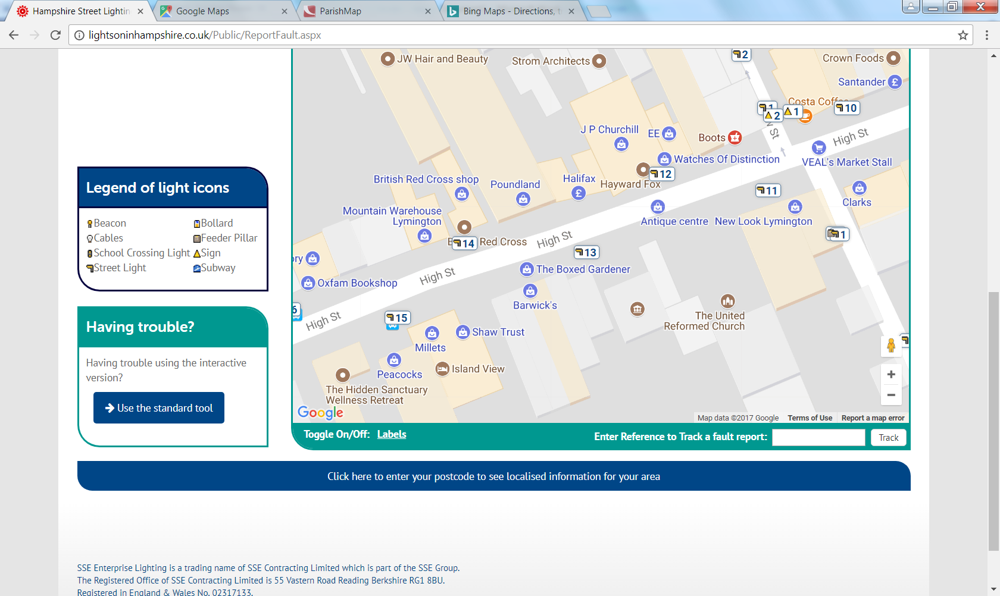 Hampshire Street Lightin
Google Maps
ParishMap
Bing Maps - Directions, t
lightsoninhampshire.co.uk/Public/ReportFault.aspx
JW Hair and Beauty
Strom Architects
2
Crown Foods
Santander
Costa Coffe
1
2
1
10
High St
J P Churchill
EE
Boots
Watches Of Distinction
VEAL's Market Stall
British Red Cross shop
Poundland
Halifax
Hayward Fox
12
11
Clarks
Mountain Warehouse
Lymington
Antique centre
New Look Lymington
1
14
Red Cross
High St
13
ory
Oxfam Bookshop
High St
The Boxed Gardener
Barwick's
The United
Reformed Church
6
High St
15
Millets
Shaw Trust
Peacocks
Island View
The Hidden Sanctuary
Wellness Retreat
Google
Map data ©2017 Google
Terms of Use
Report a map error
Legend of light icons
Beacon
Bollard
Cables
Feeder Pillar
School Crossing Light
Sign
Street Light
Subway
Having trouble?
Having trouble using the interactive
version?
Use the standard tool
Toggle On/Off: Labels
Enter Reference to Track a fault report:
Track
Click here to enter your postcode to see localised information for your area
SSE Enterprise Lighting is a trading name of SSE Contracting Limited which is part of the SSE Group.
The Registered Office of SSE Contracting Limited is 55 Vastern Road Reading Berkshire RG1 8BU.
Registered in England & Wales No. 02317133.